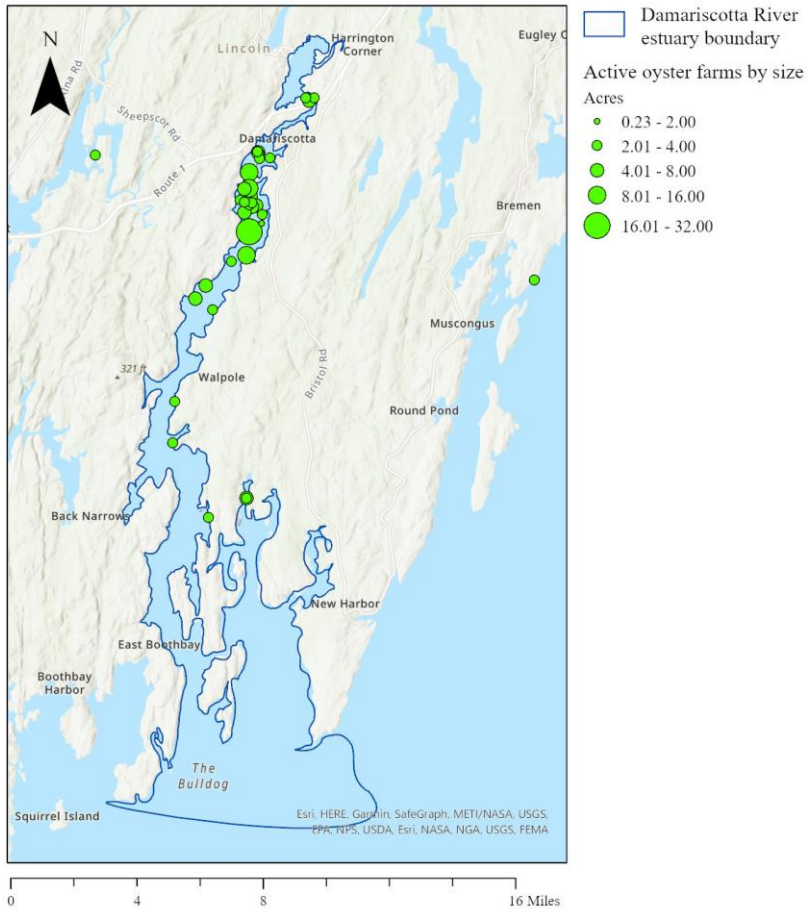 N
Lincoln
Harrington
Corner
Eugley C
na Rd
Sheepscot Rd
Damariscotta
Route 1
Bremen
Muscongus
321 ft
Walpole
Bristol Rd
Round Pond
Back Narrows
New Harbor
East Boothbay
Boothbay
Harbor
The
Bulldog
Squirrel Island
Esri, HERE, Garmin, SafeGraph, METI/NASA, USGS,
EPA, NPS, USDA, Esri, NASA, NGA, USGS, FEMA
0 4 8 16 Miles
Damariscotta River
estuary boundary
Active oyster farms by size
Acres
0.23 - 2.00
2.01 - 4.00
4.01 - 8.00
8.01 - 16.00
16.01 - 32.00